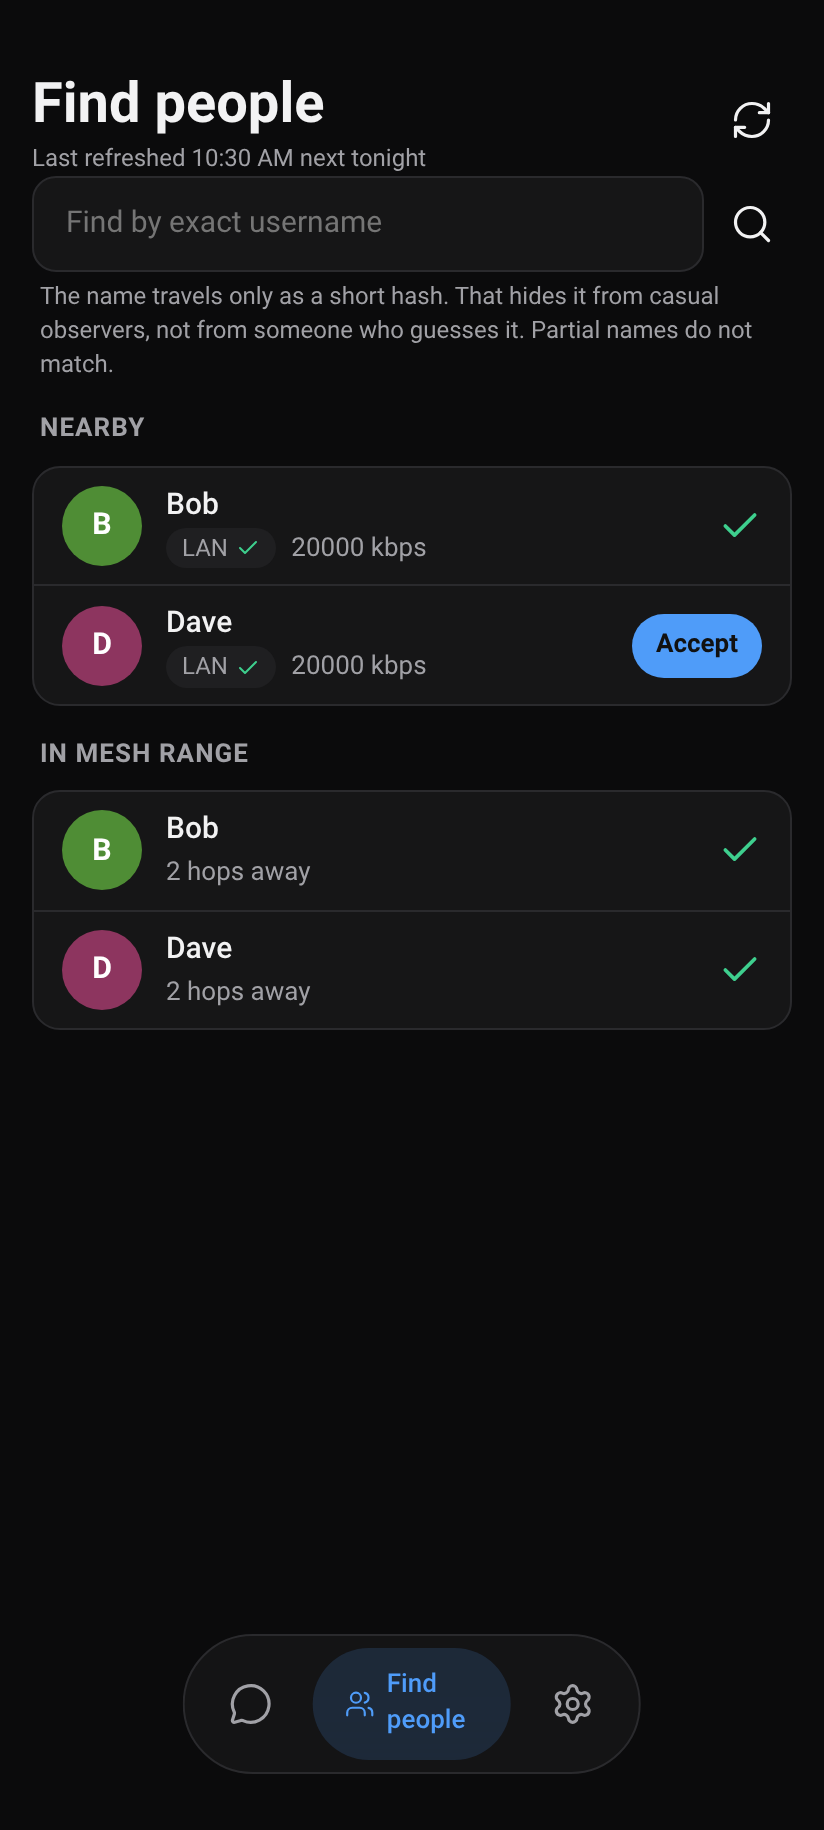 Find people
Last refreshed 10:30 AM next tonight
Find by exact username
The name travels only as a short hash. That hides it from casual
observers, not from someone who guesses it. Partial names do not
match.
NEARBY
B
Bob
LAN 20000 kbps
D
Dave
LAN 20000 kbps
Accept
IN MESH RANGE
B
Bob
2 hops away
D
Dave
2 hops away
Find
people